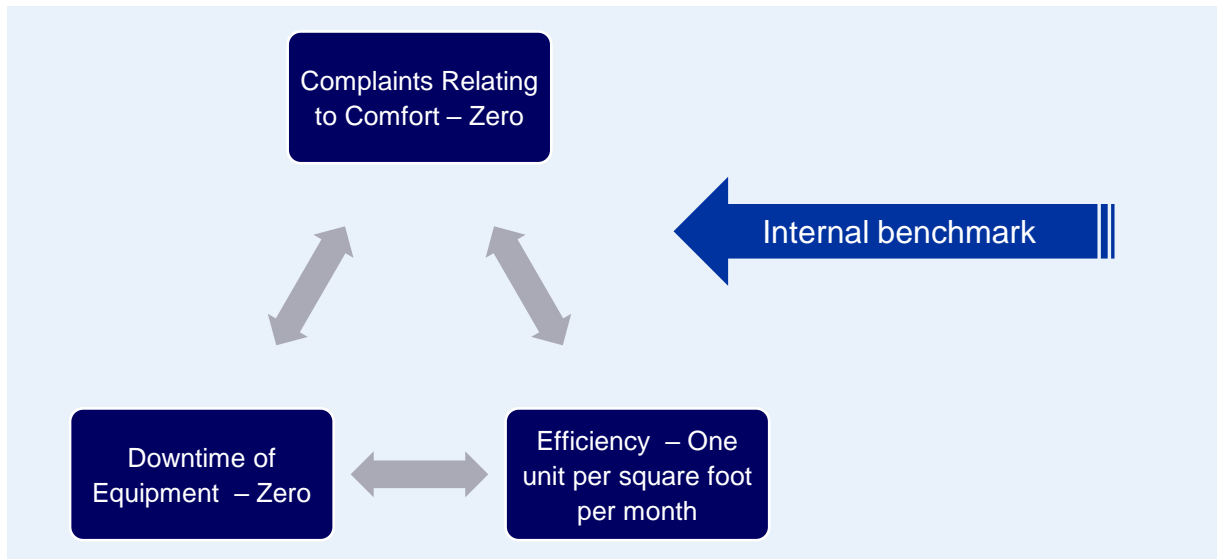 Complaints Relating
to Comfort – Zero
Internal benchmark
Downtime of
Equipment – Zero
Efficiency – One
unit per square foot
per month